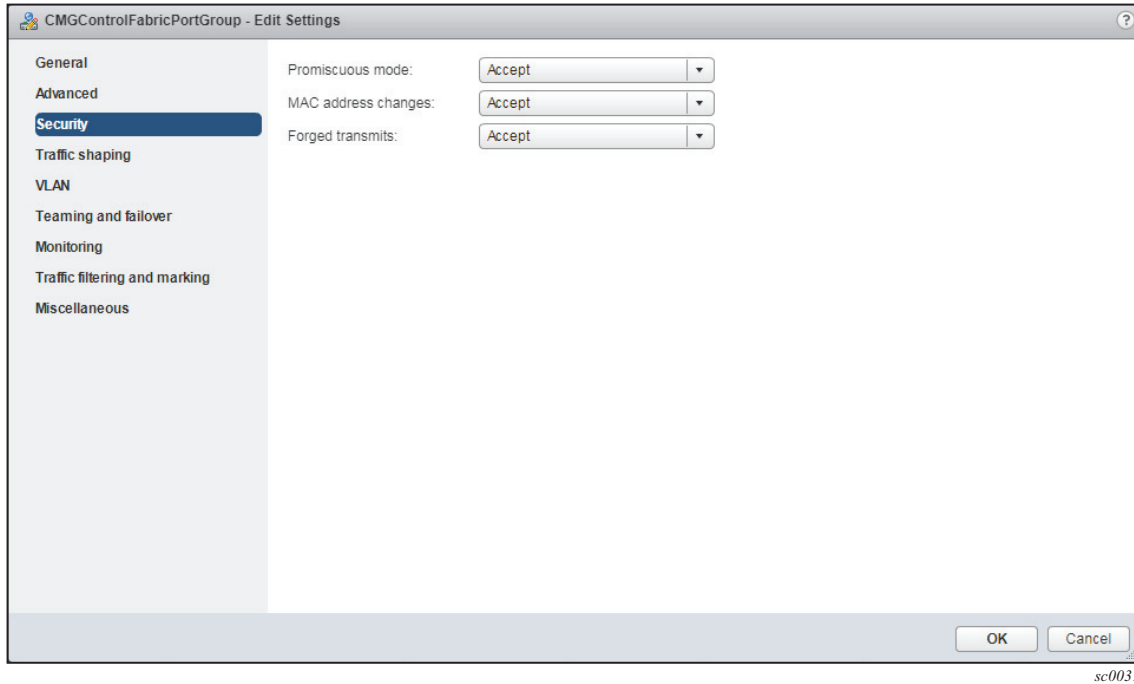 CMGControlFabricPortGroup - Edit Settings
?
General
Advanced
Security
Traffic shaping
VLAN
Teaming and failover
Monitoring
Traffic filtering and marking
Miscellaneous
Promiscuous mode: Accept
MAC address changes: Accept
Forged transmits: Accept
OK Cancel